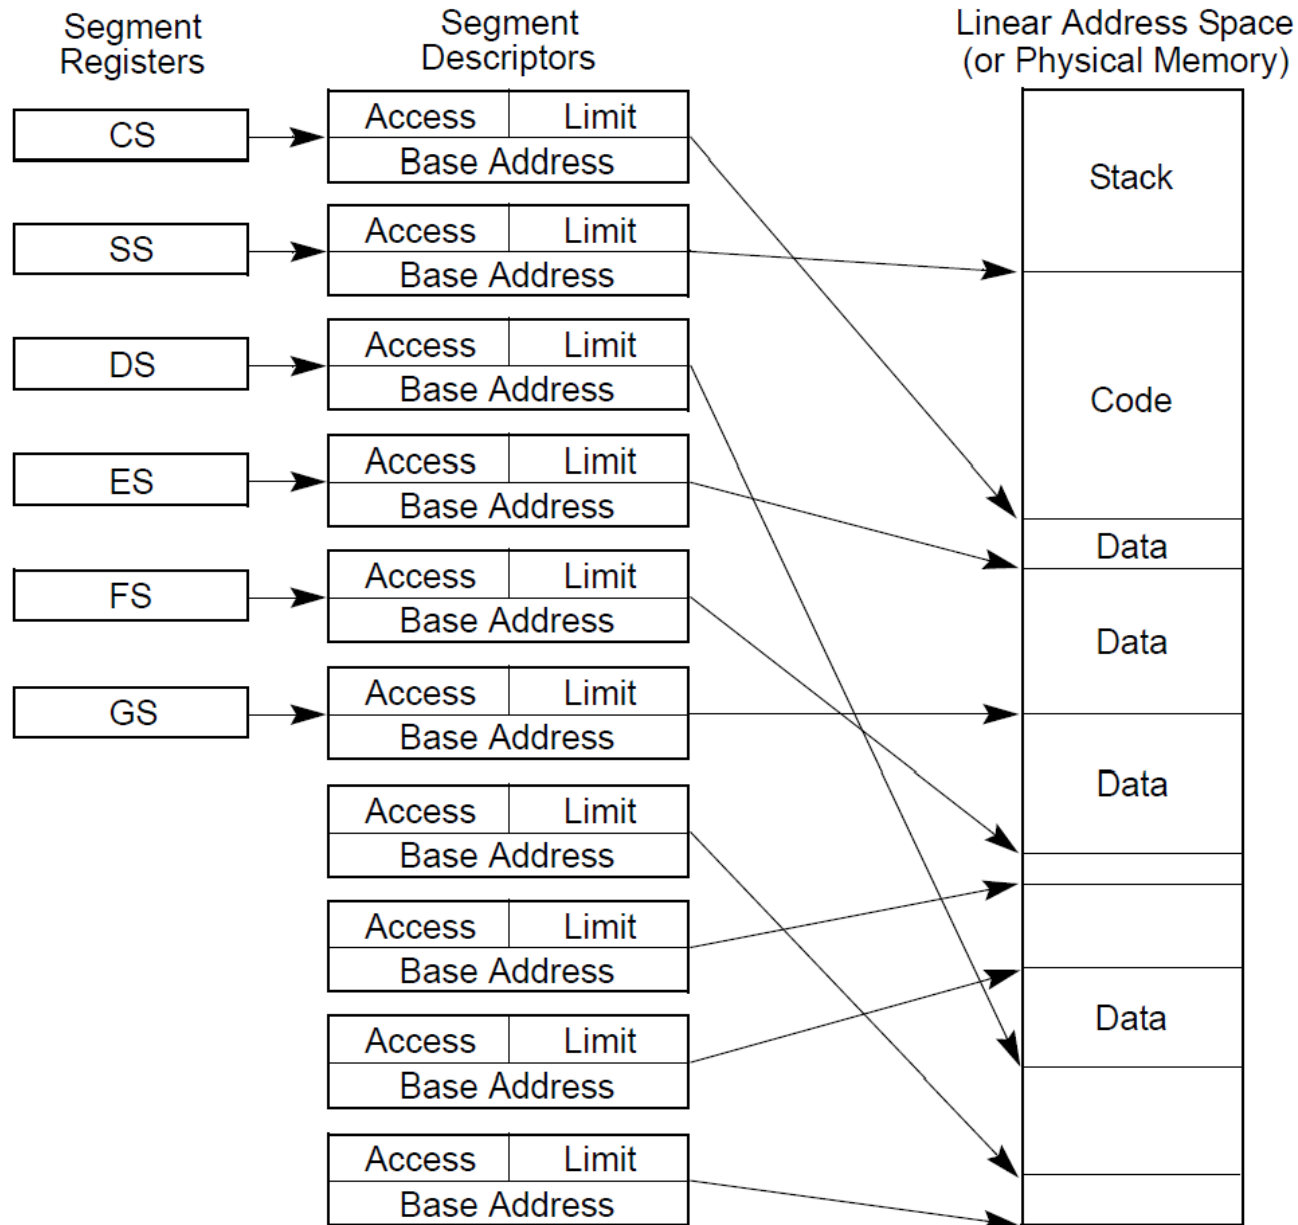 Segment
Registers
Segment
Descriptors
Linear Address Space
(or Physical Memory)
CS
Access Limit
Base Address
SS
Access Limit
Base Address
DS
Access Limit
Base Address
ES
Access Limit
Base Address
FS
Access Limit
Base Address
GS
Access Limit
Base Address
Access Limit
Base Address
Access Limit
Base Address
Access Limit
Base Address
Access Limit
Base Address
Stack
Code
Data
Data
Data
Data